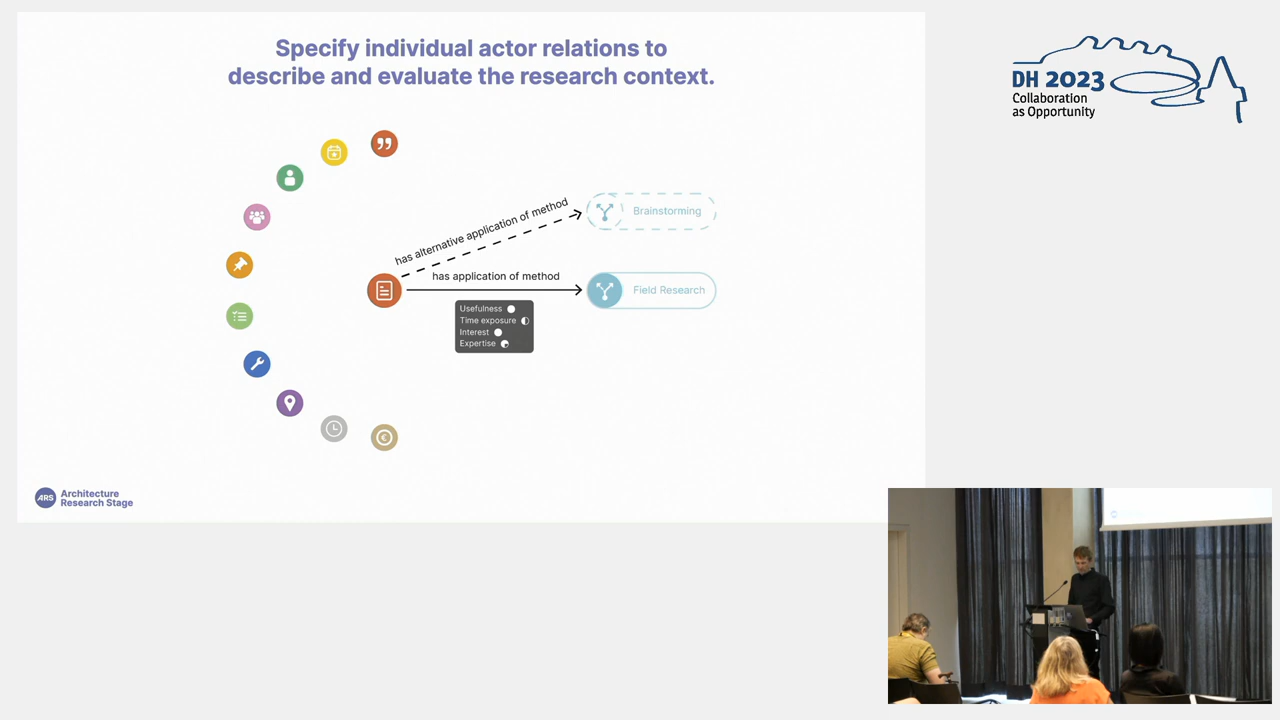 Specify individual actor relations to
describe and evaluate the research context.
DH 2023
Collaboration
as Opportunity
has alternative application of method
Brainstorming
has application of method
Field Research
Usefulness
Time exposure
Interest
Expertise
ARS
Architecture
Research Stage